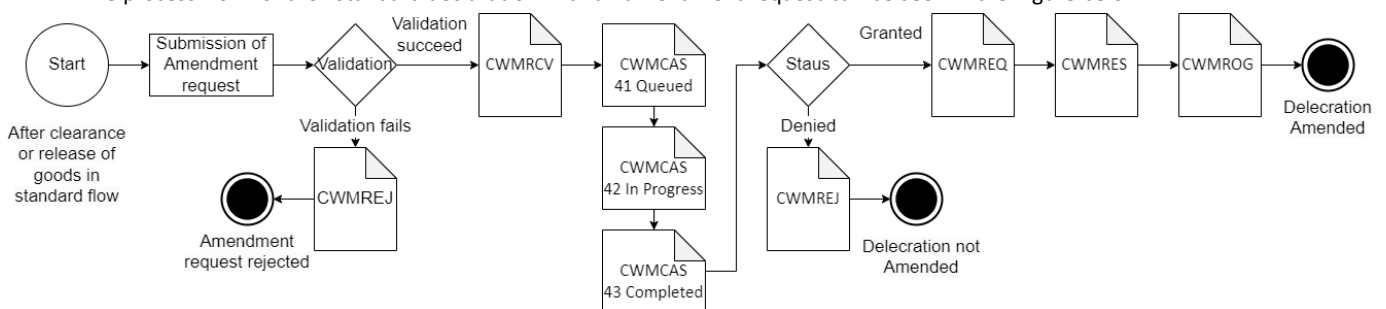 Start
After clearance
or release of
goods in
standard flow
Submission of
Amendment
request
Validation
Validation
succeed
Validation fails
CWMREJ
Amendment
request rejected
CWMRCV
CWMCAS
41 Queued
CWMCAS
42 In Progress
CWMCAS
43 Completed
Staus
Granted
Denied
CWMREJ
Delecration not
Amended
CWMREQ
CWMRES
CWMROG
Delecration
Amended